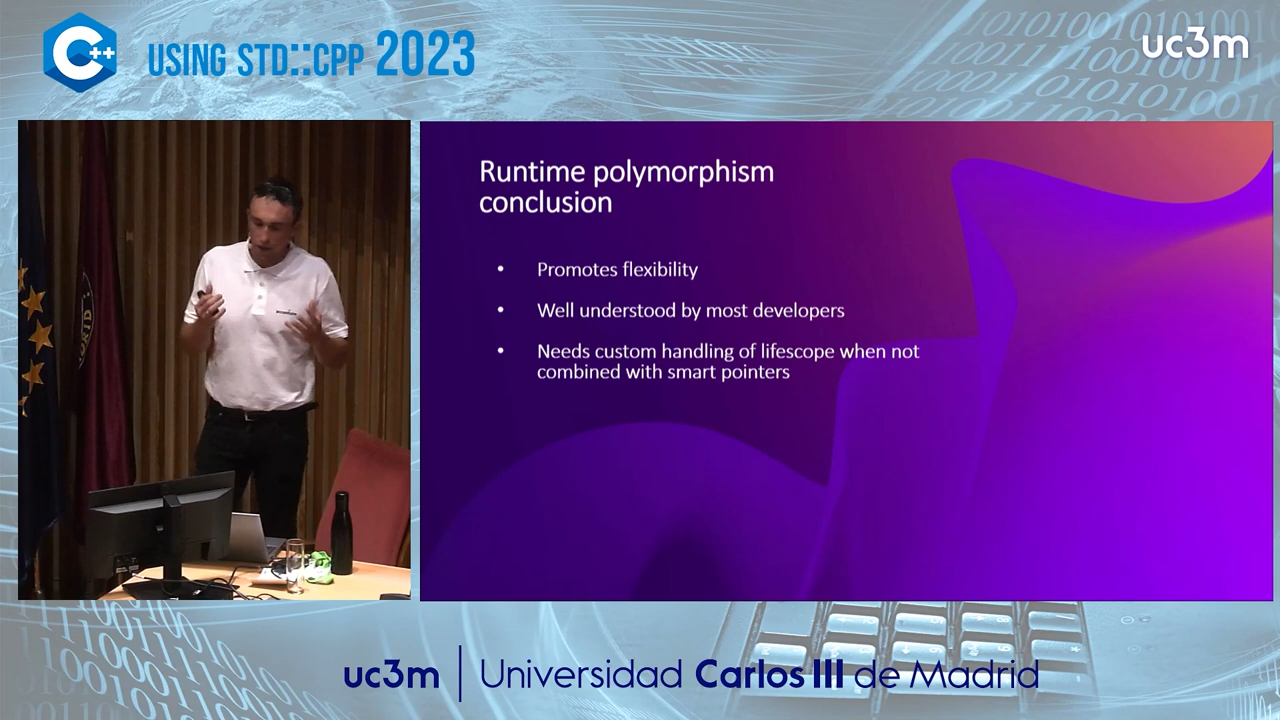 C++
USING STD::CPP 2023
uc3m
Runtime polymorphism
conclusion
• Promotes flexibility
• Well understood by most developers
• Needs custom handling of lifescope when not
combined with smart pointers
uc3m | Universidad Carlos III de Madrid